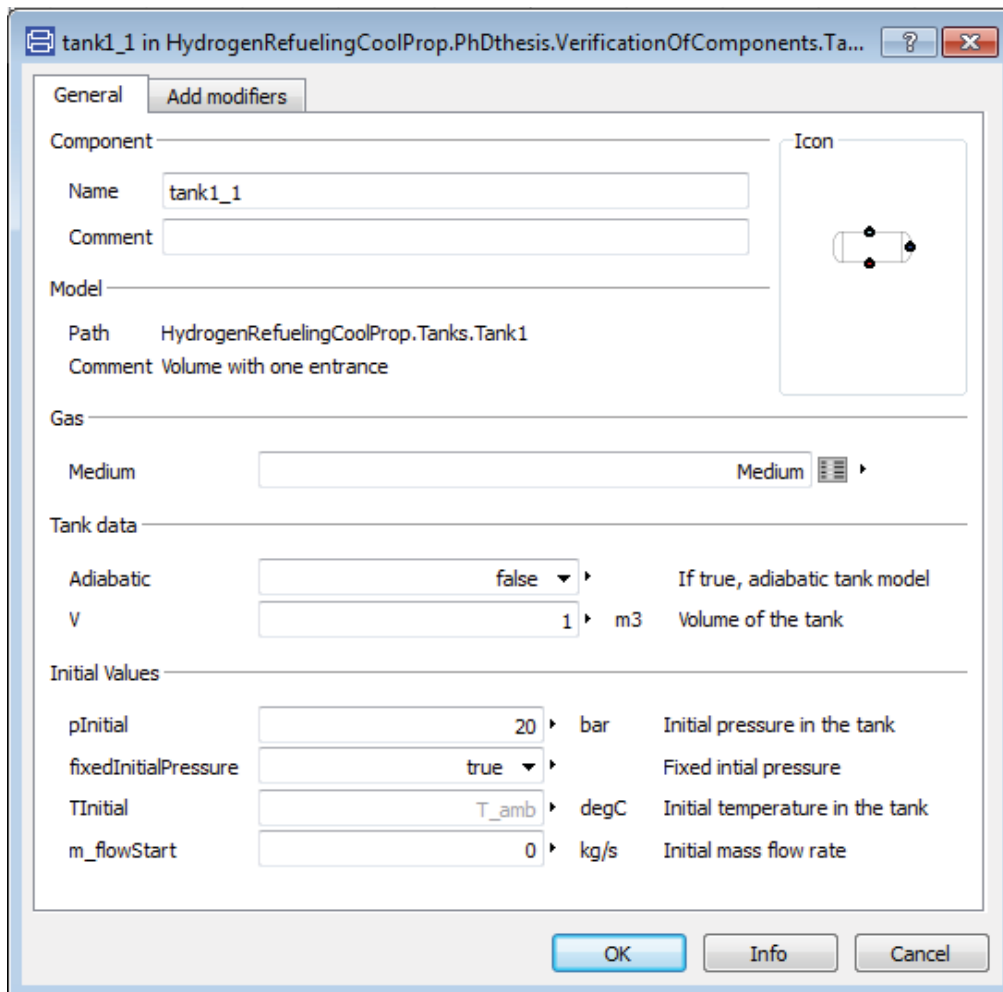 tank1_1 in HydrogenRefuelingCoolProp.PhDthesis.VerificationOfComponents.Ta... ?
General Add modifiers
Component Icon
Name tank1_1
Comment
Model
Path HydrogenRefuelingCoolProp.Tanks.Tank1
Comment Volume with one entrance
Gas
Medium Medium
Tank data
Adiabatic false If true, adiabatic tank model
V 1 m3 Volume of the tank
Initial Values
pInitial 20 bar Initial pressure in the tank
fixedInitialPressure true Fixed intial pressure
TInitial T_amb degC Initial temperature in the tank
m_flowStart 0 kg/s Initial mass flow rate
OK Info Cancel